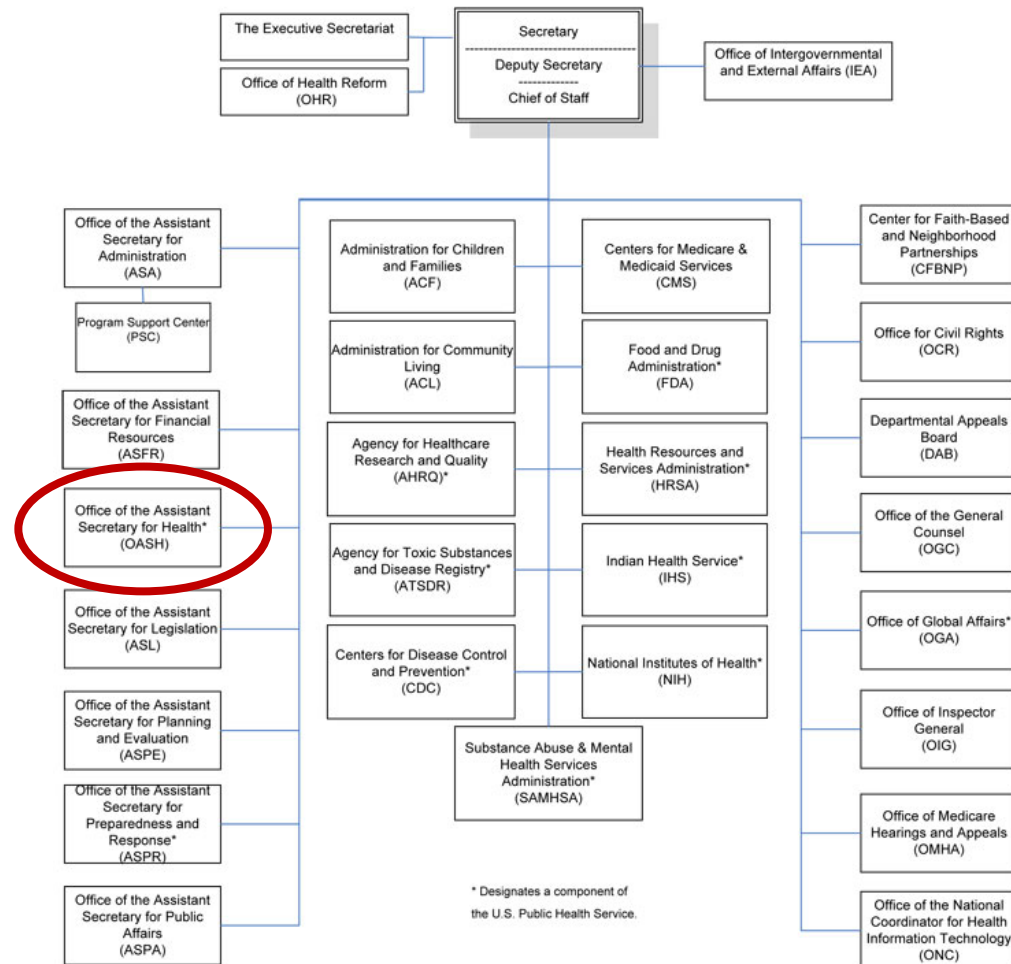 The Executive Secretariat
Office of Health Reform
(OHR)
Secretary
Deputy Secretary
Chief of Staff
Office of Intergovernmental
and External Affairs (IEA)
Office of the Assistant
Secretary for
Administration
(ASA)
Program Support Center
(PSC)
Office of the Assistant
Secretary for Financial
Resources
(ASFR)
Office of the Assistant
Secretary for Health*
(OASH)
Office of the Assistant
Secretary for Legislation
(ASL)
Office of the Assistant
Secretary for Planning
and Evaluation
(ASPE)
Office of the Assistant
Secretary for
Preparedness and
Response*
(ASPR)
Office of the Assistant
Secretary for Public
Affairs
(ASPA)
Administration for Children
and Families
(ACF)
Administration for Community
Living
(ACL)
Agency for Healthcare
Research and Quality
(AHRQ)*
Agency for Toxic Substances
and Disease Registry*
(ATSDR)
Centers for Disease Control
and Prevention*
(CDC)
Centers for Medicare &
Medicaid Services
(CMS)
Food and Drug
Administration*
(FDA)
Health Resources and
Services Administration*
(HRSA)
Indian Health Service*
(IHS)
National Institutes of Health*
(NIH)
Substance Abuse & Mental
Health Services
Administration*
(SAMHSA)
* Designates a component of
the U.S. Public Health Service.
Center for Faith-Based
and Neighborhood
Partnerships
(CFBNP)
Office for Civil Rights
(OCR)
Departmental Appeals
Board
(DAB)
Office of the General
Counsel
(OGC)
Office of Global Affairs*
(OGA)
Office of Inspector
General
(OIG)
Office of Medicare
Hearings and Appeals
(OMHA)
Office of the National
Coordinator for Health
Information Technology
(ONC)